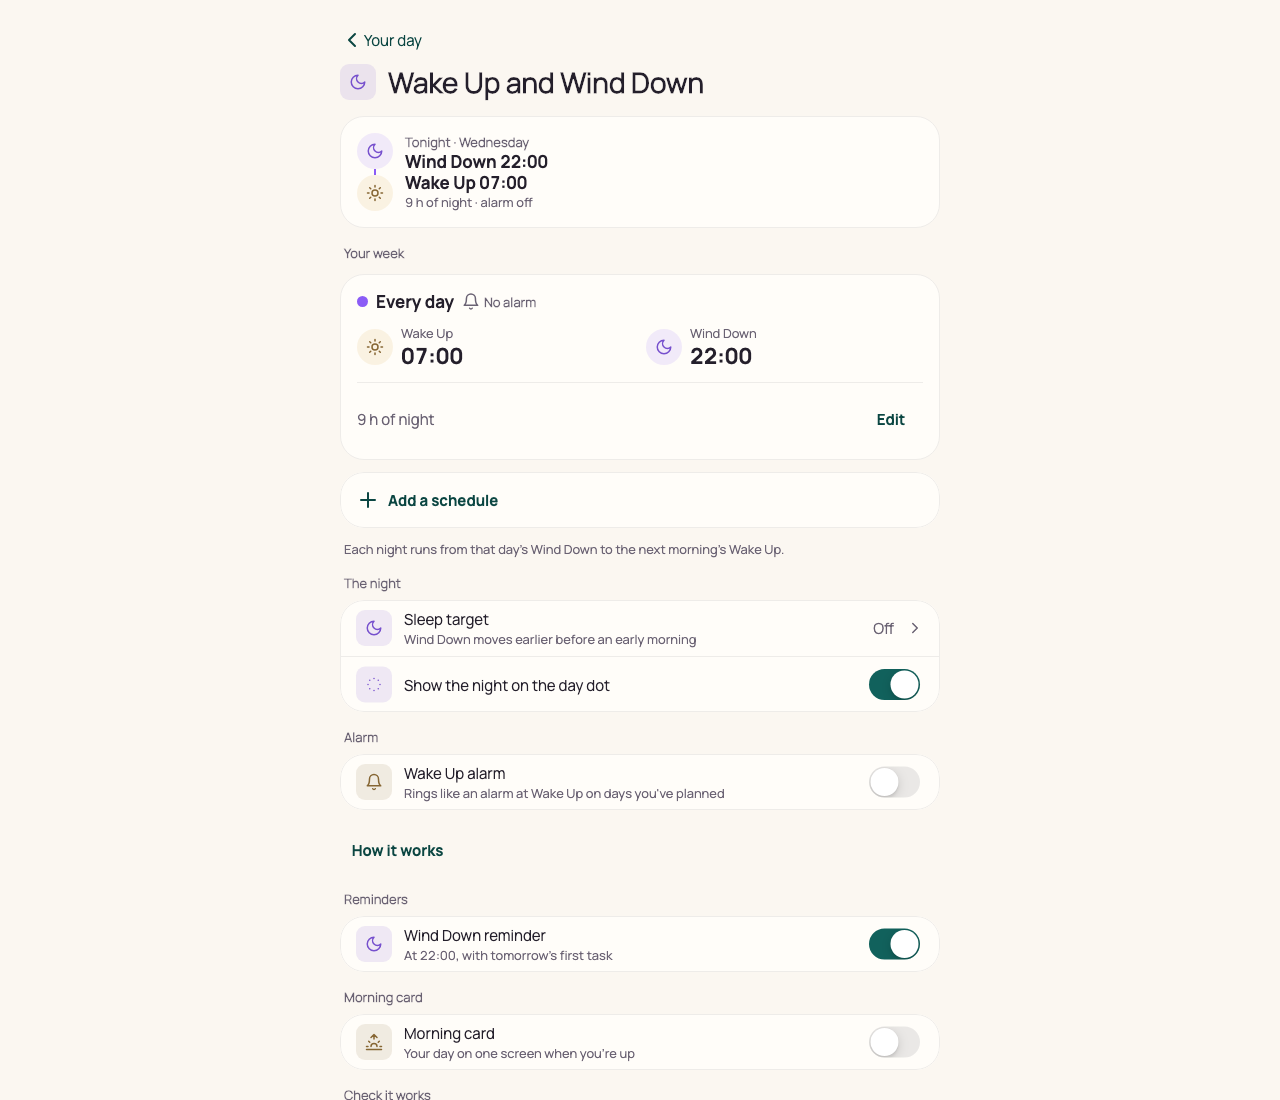 Your day
Wake Up and Wind Down
Tonight · Wednesday
Wind Down 22:00
Wake Up 07:00
9 h of night · alarm off
Your week
Every day No alarm
Wake Up
07:00
Wind Down
22:00
9 h of night
Edit
Add a schedule
Each night runs from that day's Wind Down to the next morning's Wake Up.
The night
Sleep target
Wind Down moves earlier before an early morning
Off
Show the night on the day dot
Alarm
Wake Up alarm
Rings like an alarm at Wake Up on days you've planned
How it works
Reminders
Wind Down reminder
At 22:00, with tomorrow's first task
Morning card
Morning card
Your day on one screen when you're up
Check it works